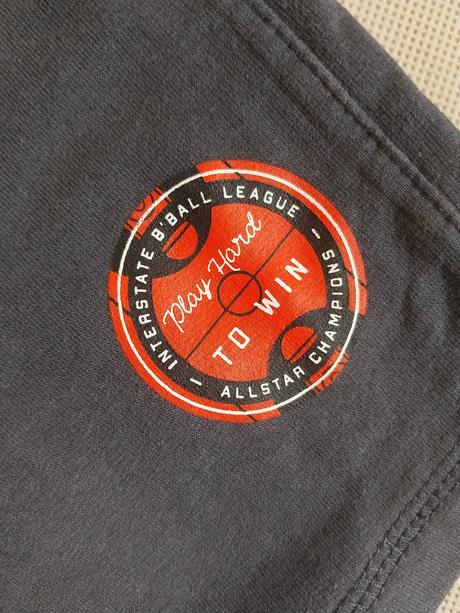 INTERSTATE B'BALL LEAGUE —
Play Hard
TO WIN
ALLSTAR CHAMPIONS —